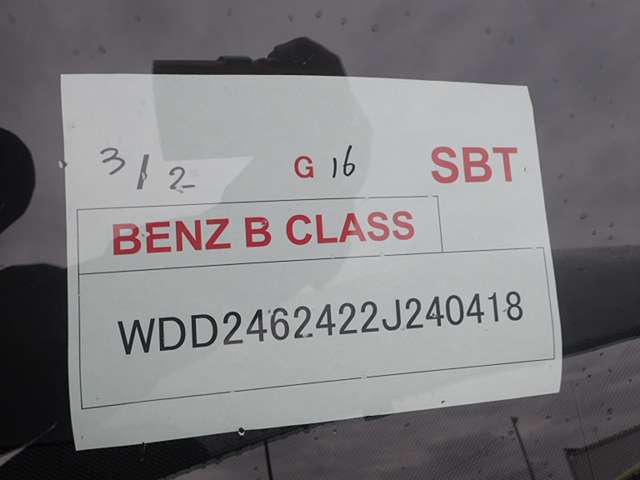 3/2 G 16 SBT
BENZ B CLASS
WDD2462422J240418